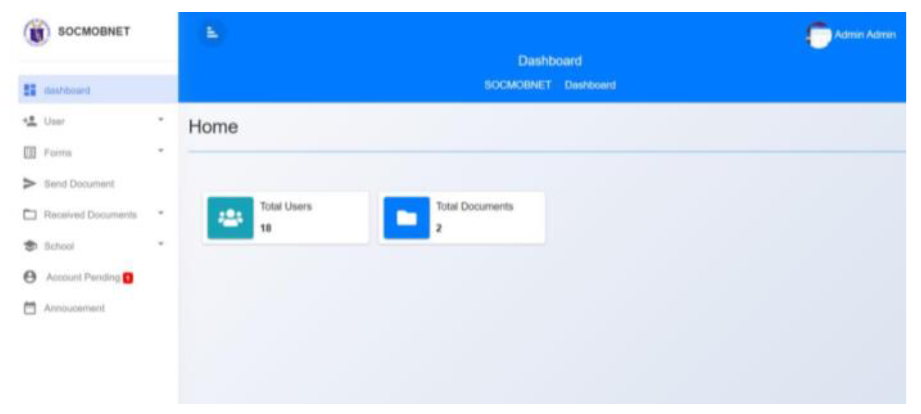 SOCMOBNET
dashboard
User
Forms
Send Document
Received Documents
School
Account Pending
Annoucement
Admin Admin
Dashboard
SOCMOBNET Dashboard
Home
Total Users
18
Total Documents
2